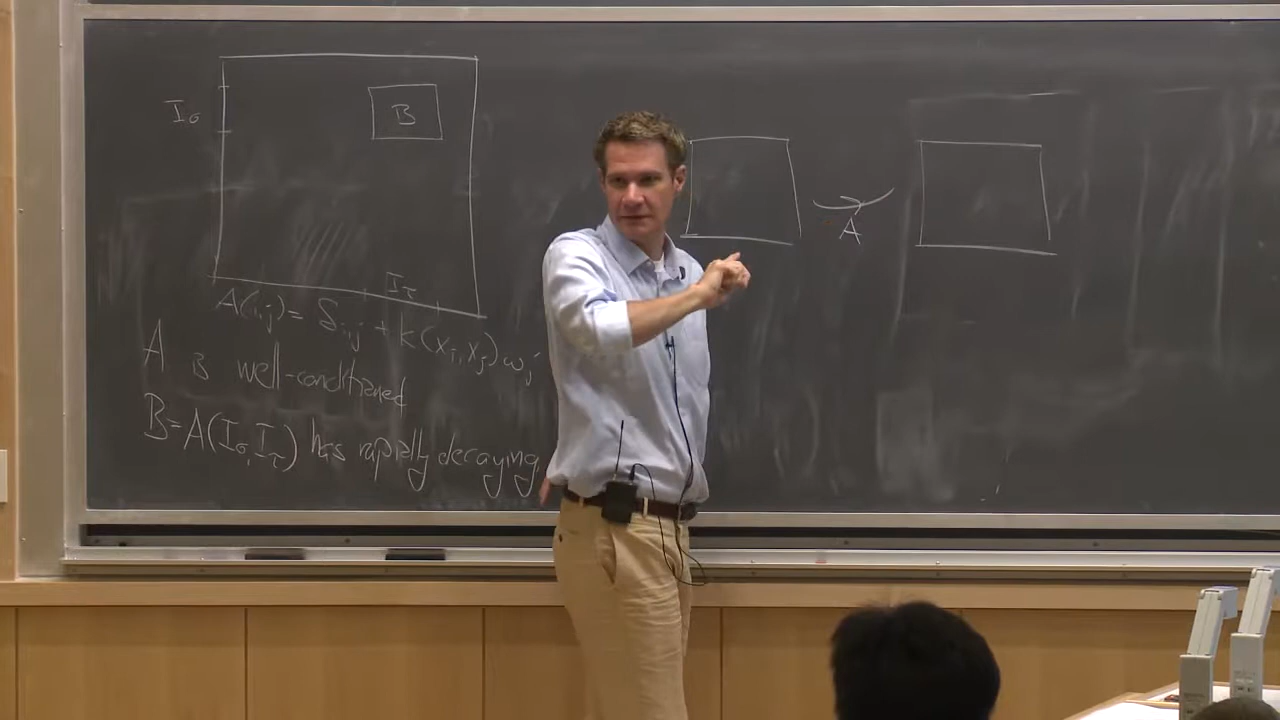 I_σ
B
I_τ
A(i,j) = δ_{i,j} + k(x_i, x_j) ω_j
A is well-conditioned
B = A(I_σ, I_τ) has rapidly decaying
A